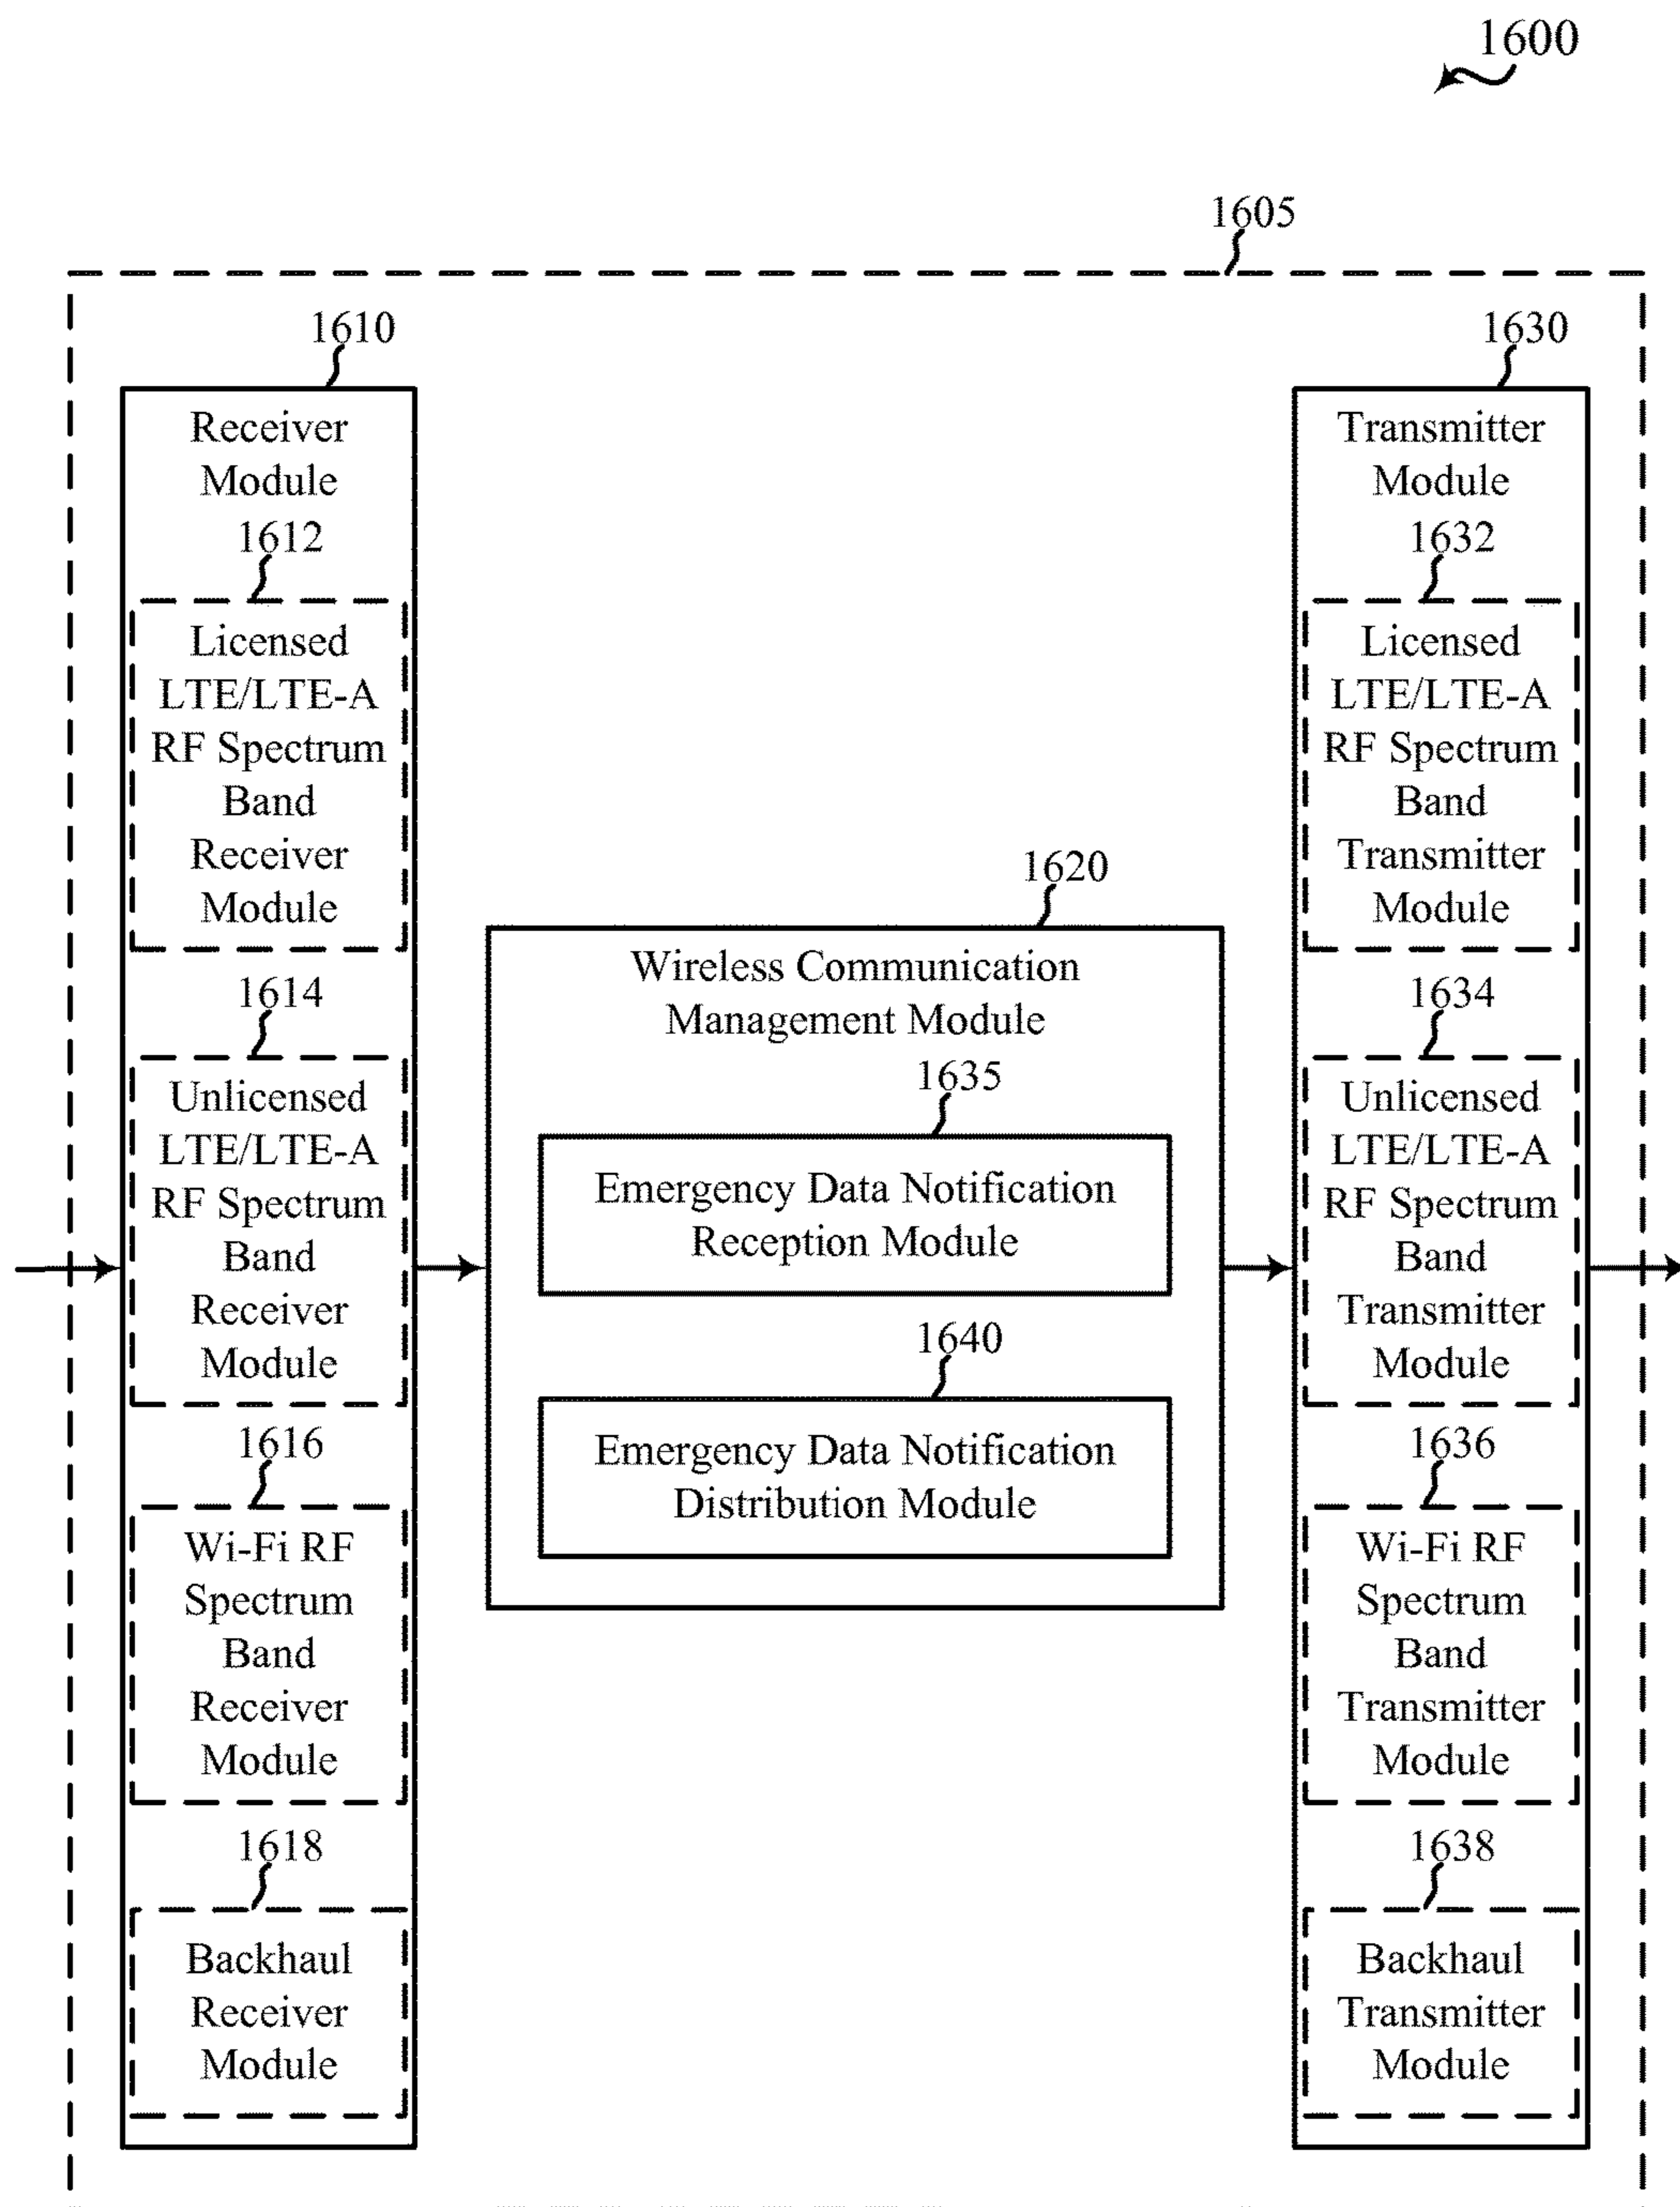 1600
1605
1610
Receiver
Module
1612
Licensed
LTE/LTE-A
RF Spectrum
Band
Receiver
Module
1614
Unlicensed
LTE/LTE-A
RF Spectrum
Band
Receiver
Module
1616
Wi-Fi RF
Spectrum
Band
Receiver
Module
1618
Backhaul
Receiver
Module
1620
Wireless Communication
Management Module
1635
Emergency Data Notification
Reception Module
1640
Emergency Data Notification
Distribution Module
1630
Transmitter
Module
1632
Licensed
LTE/LTE-A
RF Spectrum
Band
Transmitter
Module
1634
Unlicensed
LTE/LTE-A
RF Spectrum
Band
Transmitter
Module
1636
Wi-Fi RF
Spectrum
Band
Transmitter
Module
1638
Backhaul
Transmitter
Module